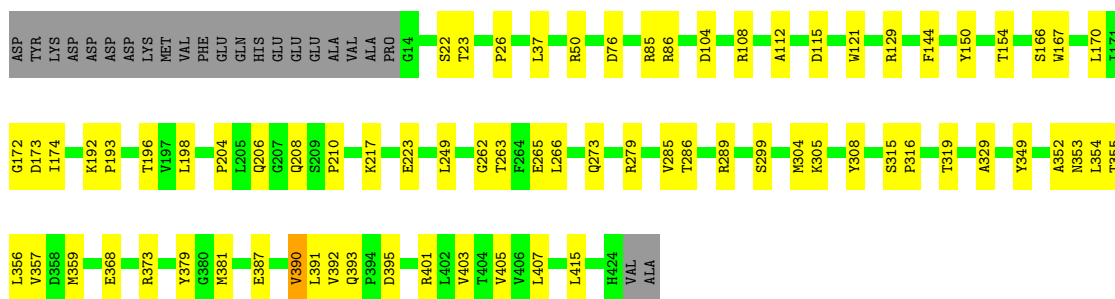 ASP TYR LYS ASP ASP ASP ASP LYS MET VAL PHE GLU GLN HIS GLU GLU GLU ALA VAL ALA PRO G14 S22 T23 P26 L37 R50 D76 R85 R86 D104 R108 A112 D115 W121 R129 F144 Y150 T154 S166 W167 L170 I171
G172 D173 I174 K192 P193 T196 V197 L198 P204 L205 Q206 G207 Q208 S209 P210 K217 E223 L249 G262 T263 F264 E265 L266 Q273 R279 V285 T286 R289 S299 M304 K305 Y308 S315 P316 T319 A329 Y349 A352 N353 L354 T355
L356 V357 D358 M359 E368 R373 Y379 G380 M381 E387 V390 L391 V392 Q393 P394 D395 R401 L402 V403 T404 V405 V406 L407 L415 H424 VAL ALA